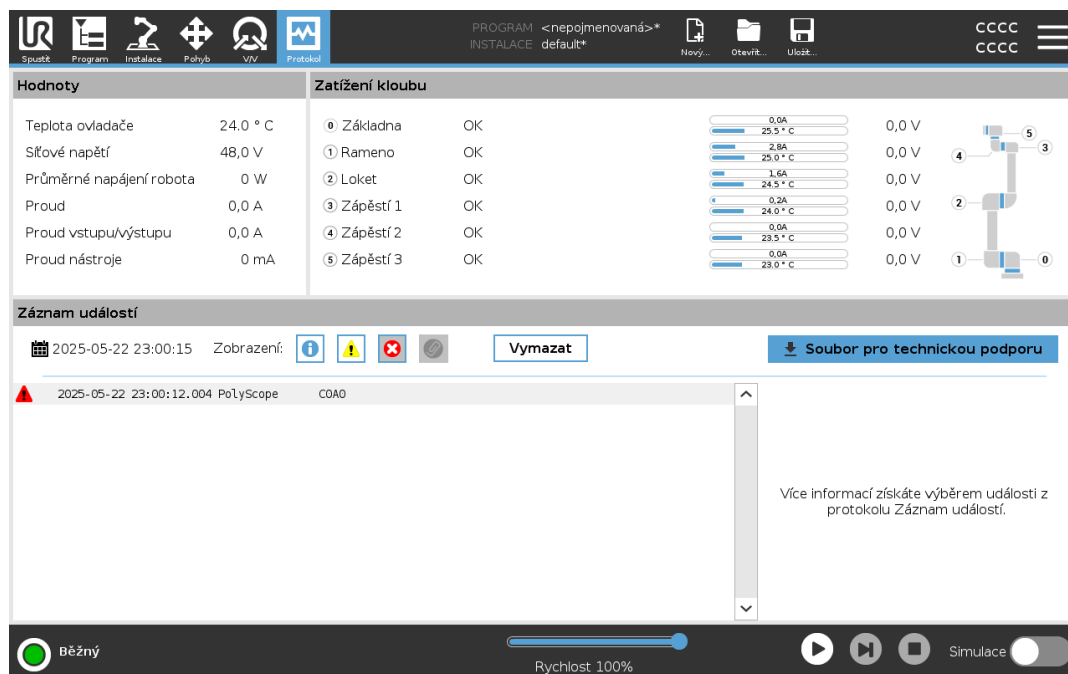 PROGRAM <nepojmenovaná>*
INSTALACE default*
CCCC
CCCC
Spustit Program Instalace Pohyb V/V Protokol
Nový... Otevřít... Uložit...
Hodnoty
Zatížení kloubu
Teplota ovladače 24.0 ° C
Síťové napětí 48,0 V
Průměrné napájení robota 0 W
Proud 0,0 A
Proud vstupu/výstupu 0,0 A
Proud nástroje 0 mA
0 Základna OK 0,0A 25.5 ° C 0,0 V
1 Rameno OK 2,8A 25.0 ° C 0,0 V
2 Loket OK 1,6A 24.5 ° C 0,0 V
3 Zápěstí 1 OK 0,2A 24.0 ° C 0,0 V
4 Zápěstí 2 OK 0,0A 23.5 ° C 0,0 V
5 Zápěstí 3 OK 0,0A 23.0 ° C 0,0 V
5
4 3
2
1 0
Záznam událostí
2025-05-22 23:00:15 Zobrazení: Vymazat Soubor pro technickou podporu
2025-05-22 23:00:12.004 PolyScope C0A0
Více informací získáte výběrem události z
protokolu Záznam událostí.
Běžný
Rychlost 100%
Simulace